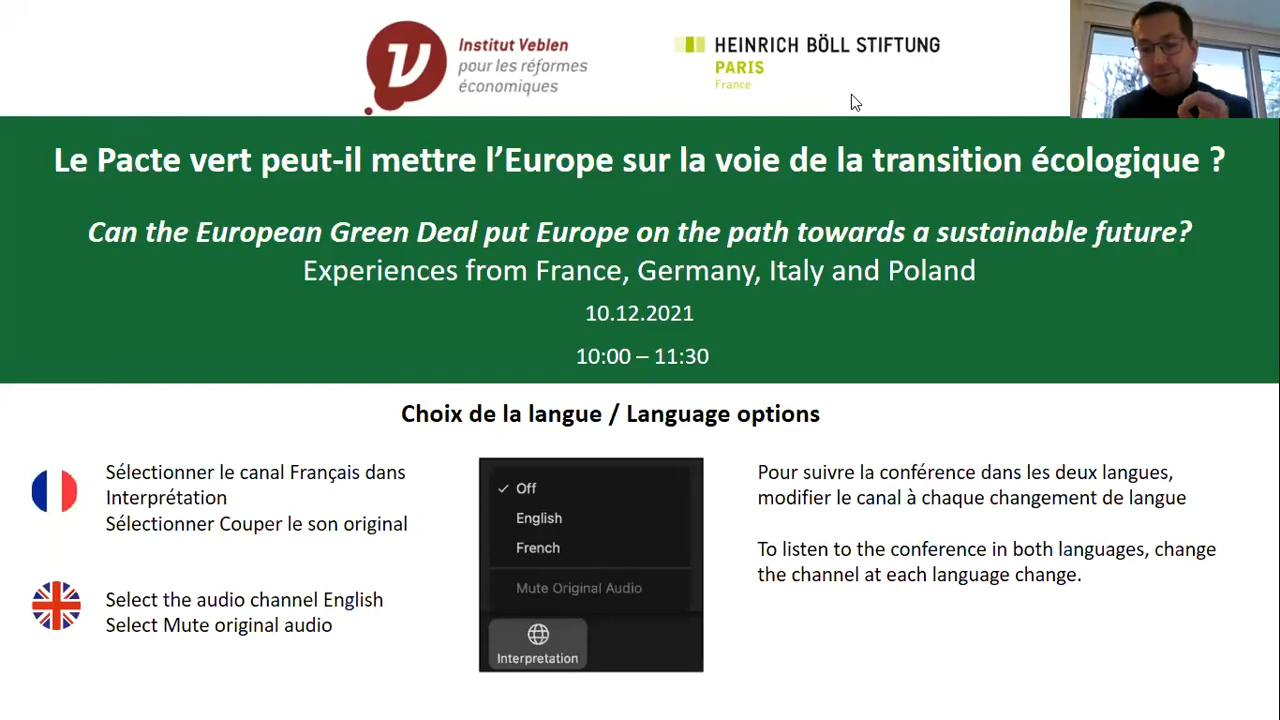 Institut Veblen
pour les réformes
économiques
HEINRICH BÖLL STIFTUNG
PARIS
France
Le Pacte vert peut-il mettre l’Europe sur la voie de la transition écologique ?
Can the European Green Deal put Europe on the path towards a sustainable future?
Experiences from France, Germany, Italy and Poland
10.12.2021
10:00 – 11:30
Choix de la langue / Language options
Sélectionner le canal Français dans
Interprétation
Sélectionner Couper le son original
Select the audio channel English
Select Mute original audio
Off
English
French
Mute Original Audio
Interpretation
Pour suivre la conférence dans les deux langues,
modifier le canal à chaque changement de langue
To listen to the conference in both languages, change
the channel at each language change.